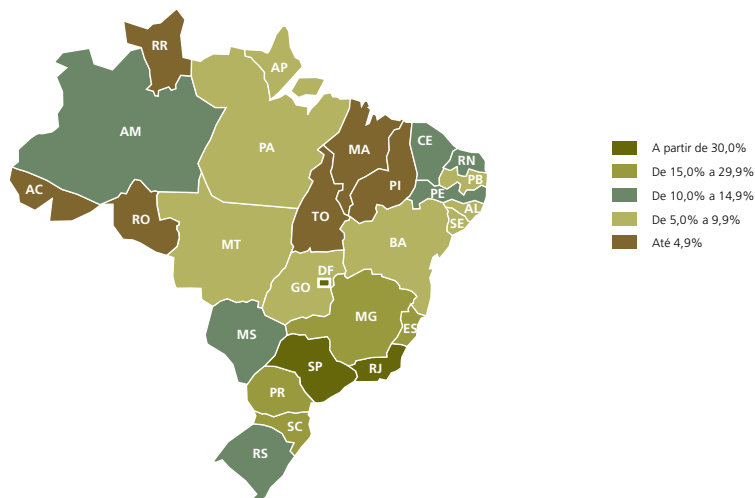 RR
AP
AM
PA
MA
CE
RN
PB
PI
PE
AL
SE
AC
RO
TO
BA
MT
DF
GO
MG
ES
MS
SP
RJ
PR
SC
RS
A partir de 30,0%
De 15,0% a 29,9%
De 10,0% a 14,9%
De 5,0% a 9,9%
Até 4,9%